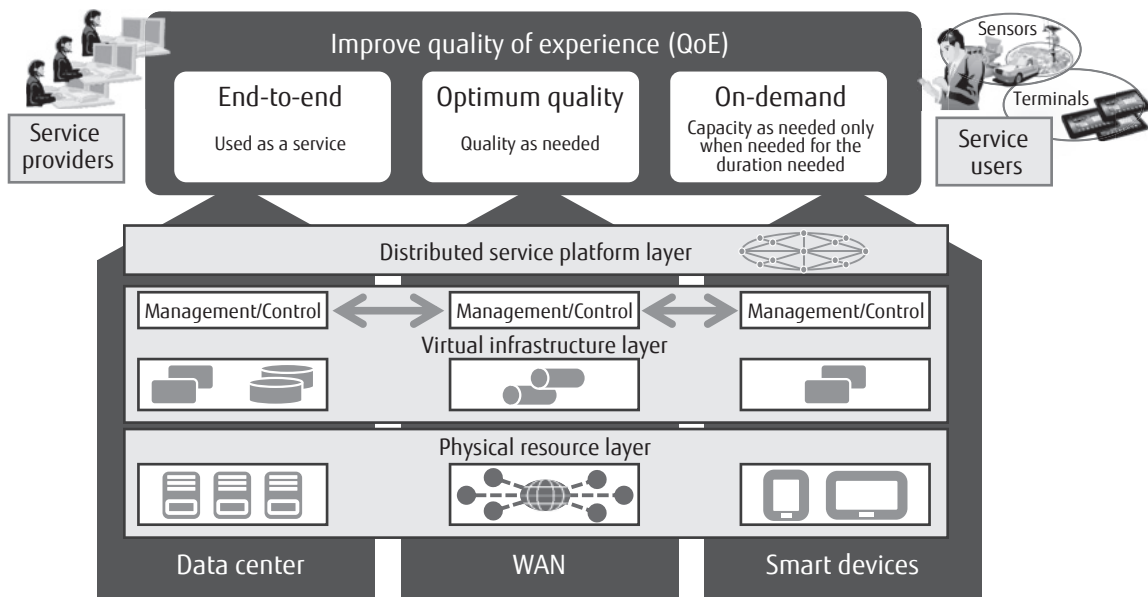 Improve quality of experience (QoE)
Service
providers
End-to-end
Used as a service
Optimum quality
Quality as needed
On-demand
Capacity as needed only
when needed for the
duration needed
Sensors
Terminals
Service
users
Distributed service platform layer
Management/Control
Management/Control
Management/Control
Virtual infrastructure layer
Physical resource layer
Data center
WAN
Smart devices